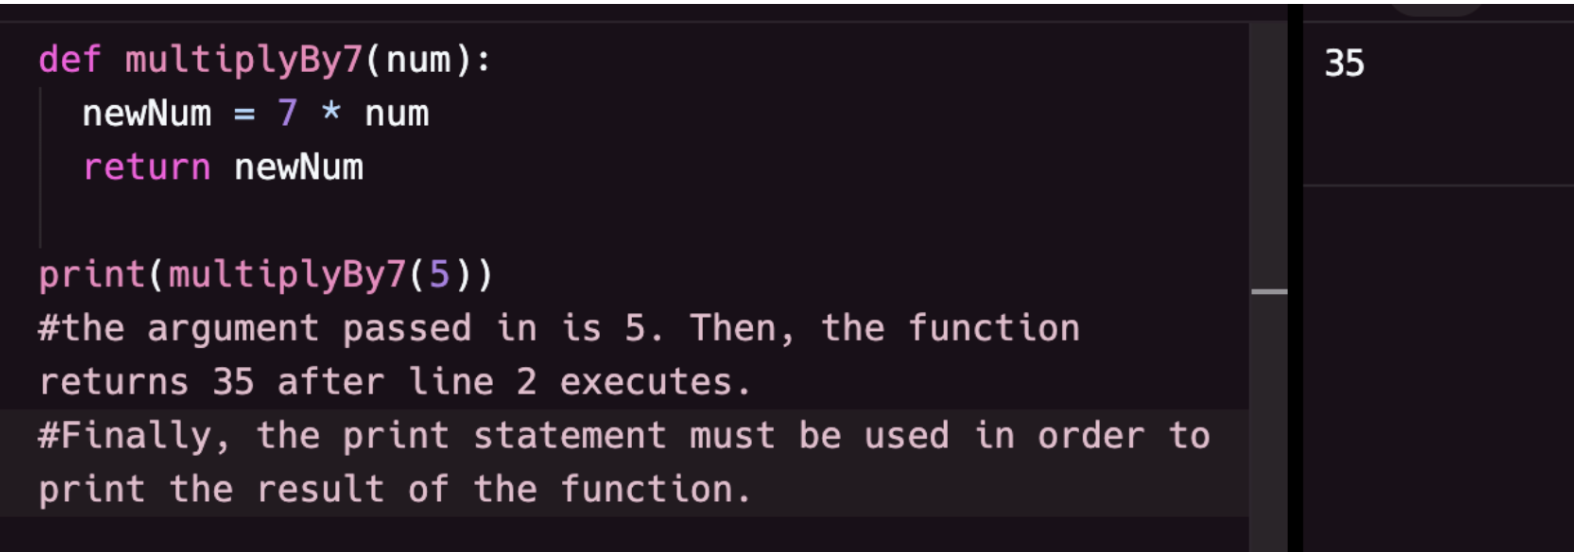 def multiplyBy7(num):
  newNum = 7 * num
  return newNum

print(multiplyBy7(5))
#the argument passed in is 5. Then, the function
returns 35 after line 2 executes.
#Finally, the print statement must be used in order to
print the result of the function.
35